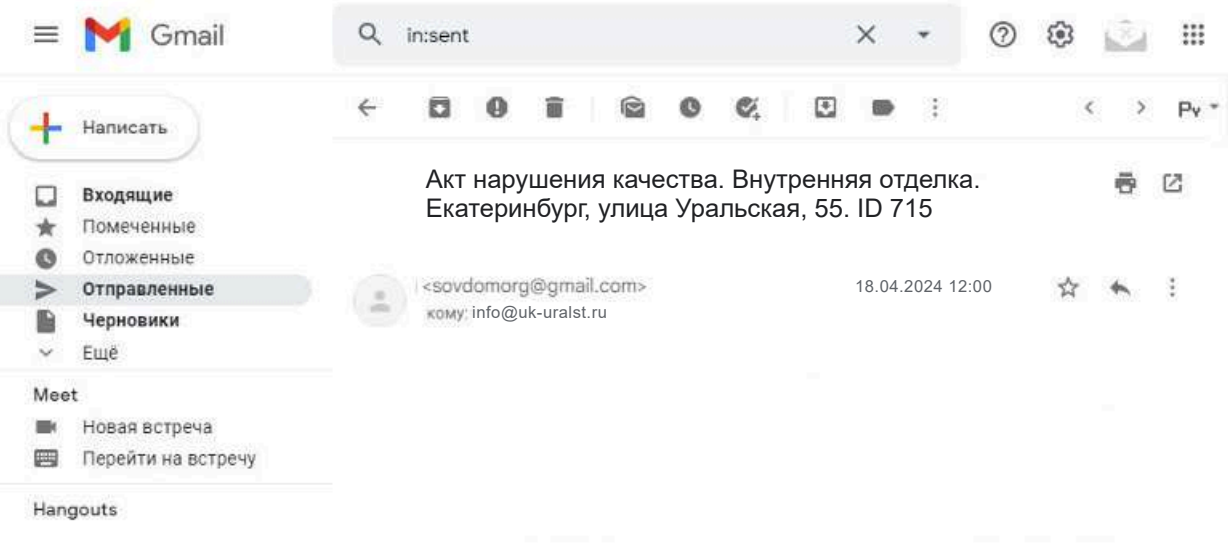 Gmail
in:sent
Написать
Ру
Входящие
Помеченные
Отложенные
Отправленные
Черновики
Ещё
Meet
Новая встреча
Перейти на встречу
Hangouts
Акт нарушения качества. Внутренняя отделка.
Екатеринбург, улица Уральская, 55. ID 715
<sovdomorg@gmail.com> 18.04.2024 12:00
кому: info@uk-uralst.ru